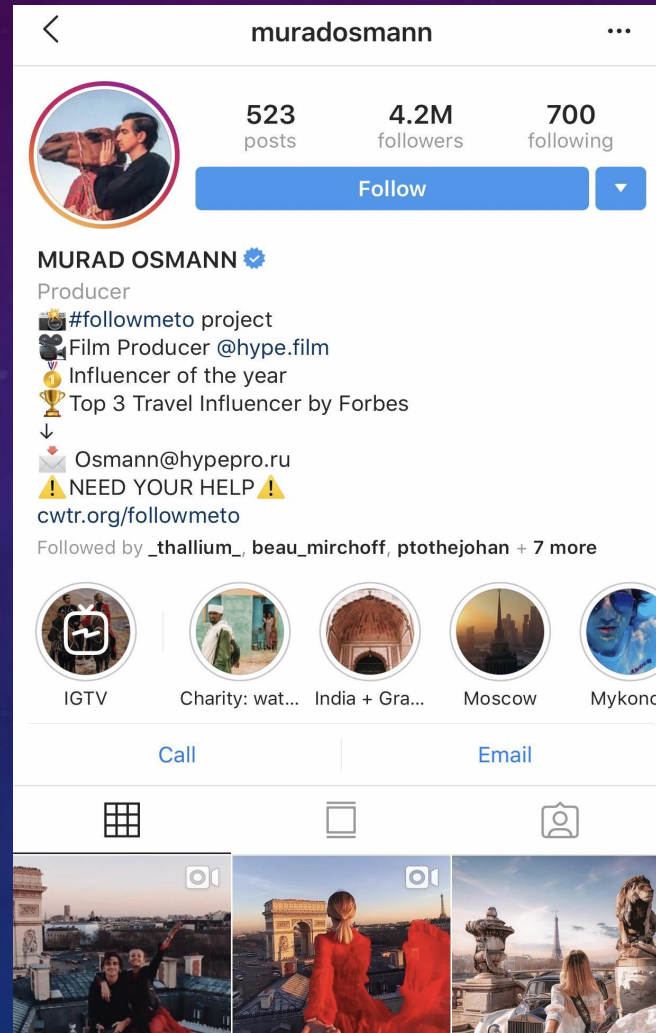 muradosmann
523 4.2M 700
posts followers following
Follow
MURAD OSMANN
Producer
#followmeto project
Film Producer @hype.film
Influencer of the year
Top 3 Travel Influencer by Forbes
↓
Osmann@hypepro.ru
NEED YOUR HELP
cwtr.org/followmeto
Followed by _thallium_, beau_mirchoff, ptothejohan + 7 more
IGTV Charity: wat... India + Gra... Moscow Mykono
Call Email